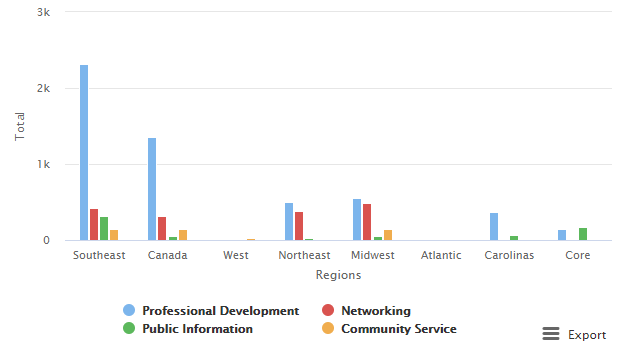 3k
2k
1k
0
Total
Southeast Canada West Northeast Midwest Atlantic Carolinas Core
Regions
Professional Development Networking
Public Information Community Service
Export